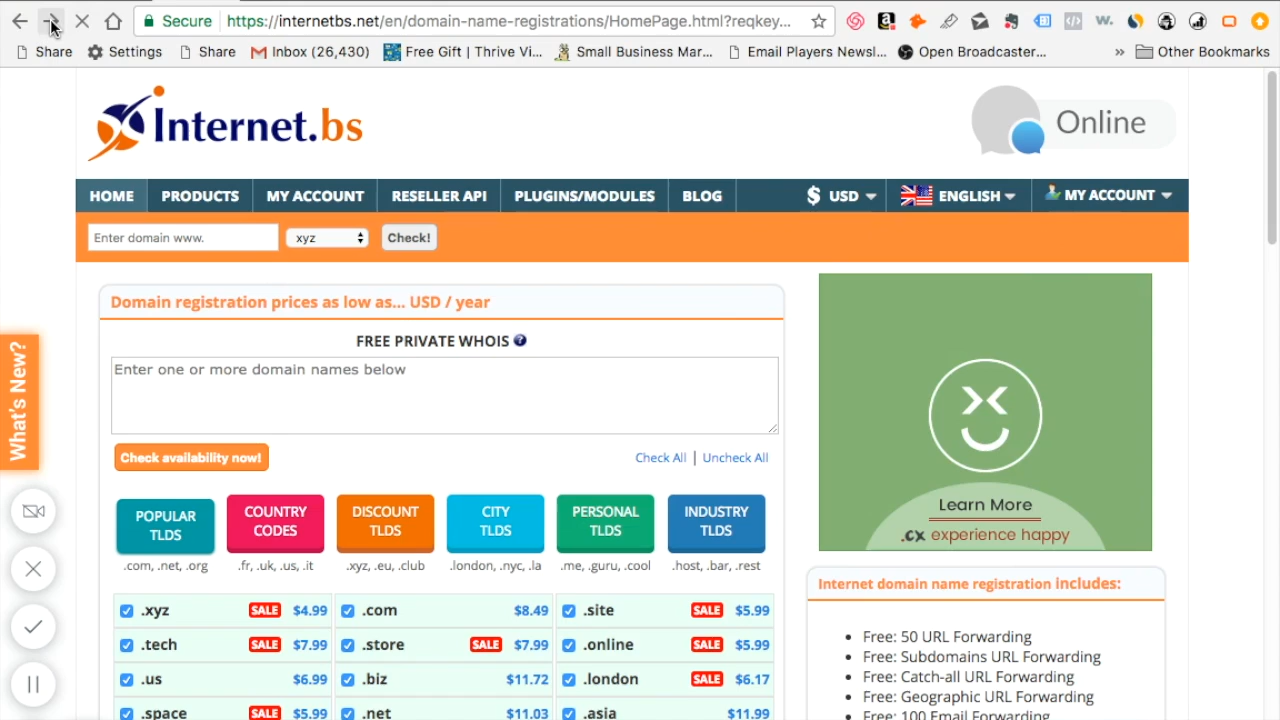 Secure https://internetbs.net/en/domain-name-registrations/HomePage.html?reqkey...
Share Settings Share Inbox (26,430) Free Gift | Thrive Vi... Small Business Mar... Email Players Newsl... Open Broadcaster... » Other Bookmarks
Internet.bs
Online
HOME PRODUCTS MY ACCOUNT RESELLER API PLUGINS/MODULES BLOG $ USD ENGLISH MY ACCOUNT
Enter domain www. xyz Check!
Domain registration prices as low as... USD / year
FREE PRIVATE WHOIS ?
Enter one or more domain names below
What's New?
Check availability now! Check All | Uncheck All
POPULAR TLDS
COUNTRY CODES
DISCOUNT TLDS
CITY TLDS
PERSONAL TLDS
INDUSTRY TLDS
.com, .net, .org .fr, .uk, .us, .it .xyz, .eu, .club .london, .nyc, .la .me, .guru, .cool .host, .bar, .rest
.xyz SALE $4.99 .com $8.49 .site SALE $5.99
.tech SALE $7.99 .store SALE $7.99 .online SALE $5.99
.us $6.99 .biz $11.72 .london SALE $6.17
.space SALE $5.99 .net $11.03 .asia $11.99
Learn More
.cx experience happy
Internet domain name registration includes:
Free: 50 URL Forwarding
Free: Subdomains URL Forwarding
Free: Catch-all URL Forwarding
Free: Geographic URL Forwarding
Free: 100 Email Forwarding